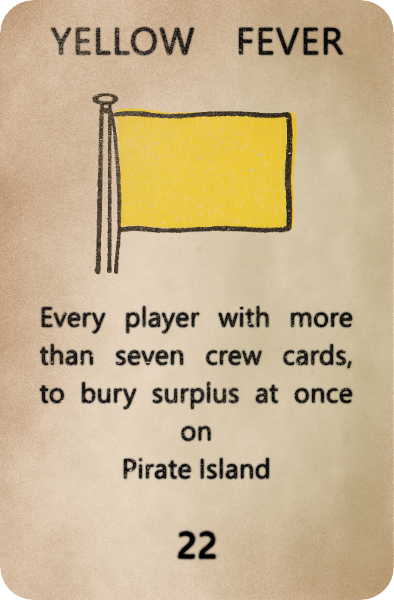 YELLOW FEVER
Every player with more
than seven crew cards,
to bury surplus at once
on
Pirate Island
22